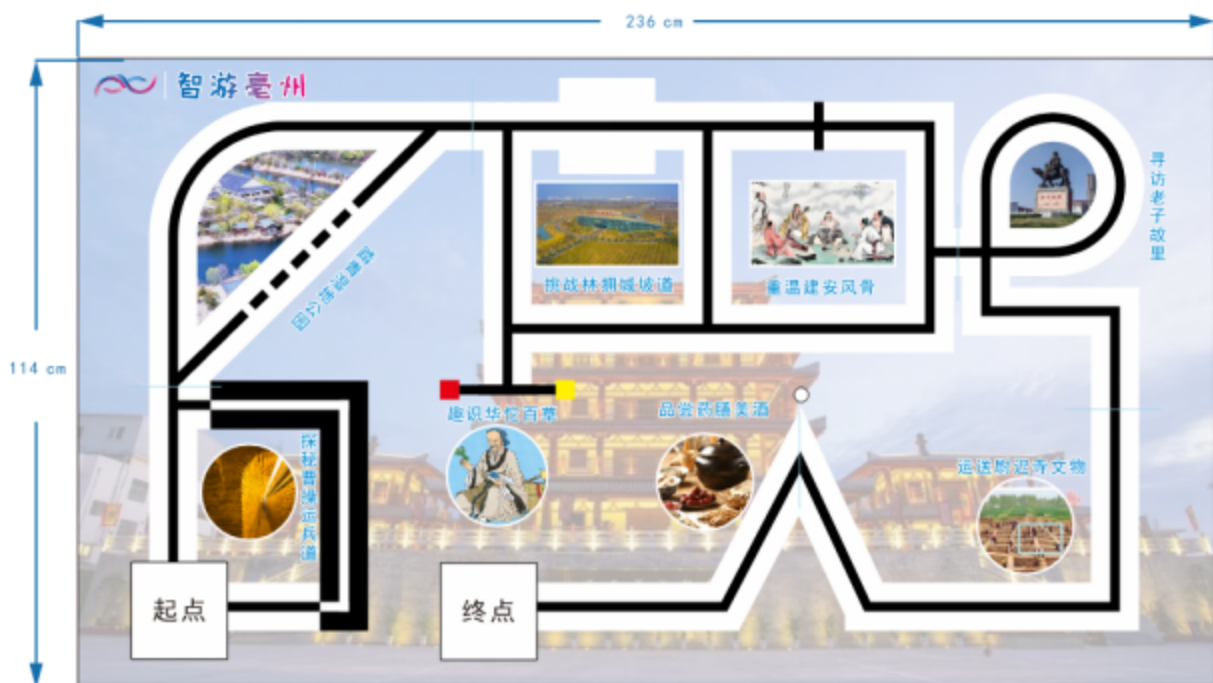 236 cm
智游亳州
寻访老子故里
挑战林拥城坡道
重温建安风骨
114 cm
趣识华佗百草
品尝药膳美酒
探秘曹操运兵道
运送尉迟寺文物
起点
终点